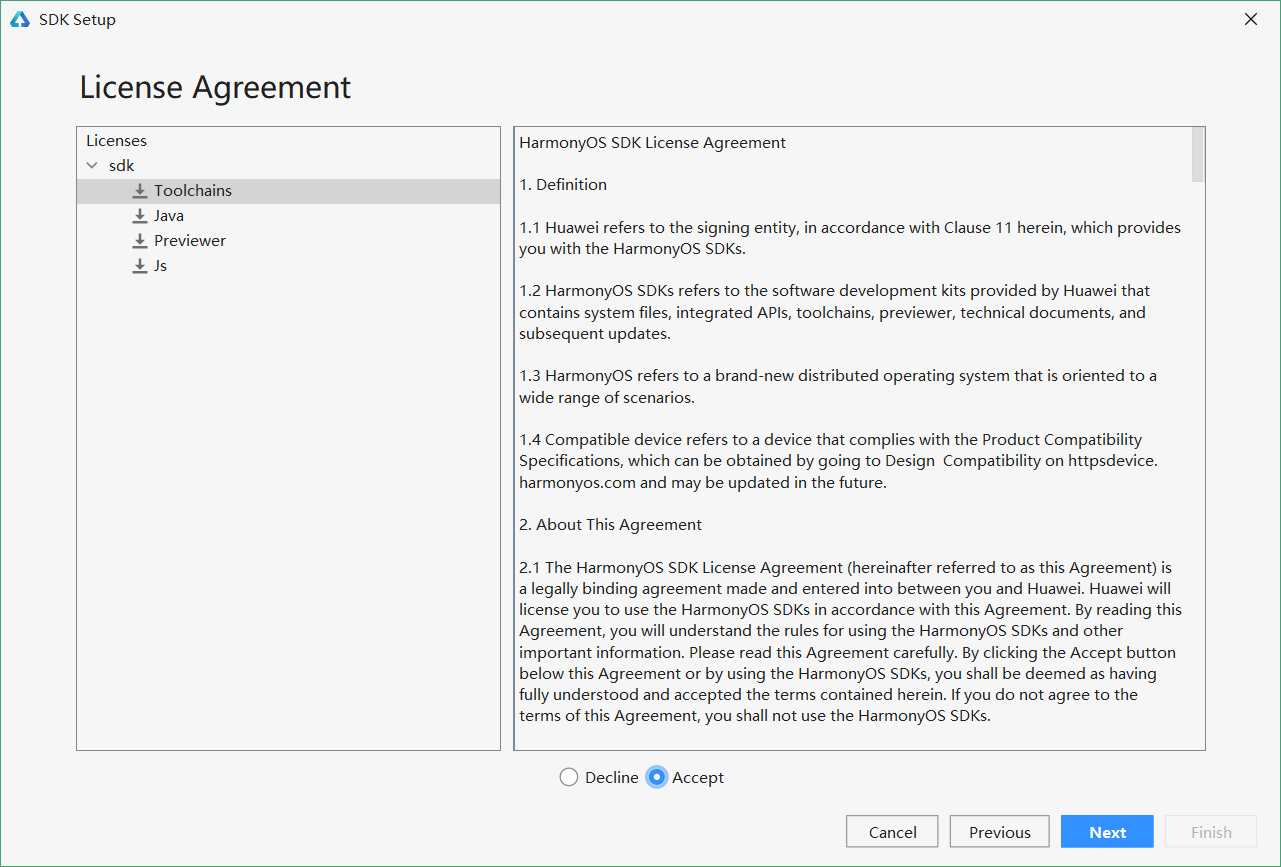 SDK Setup
License Agreement
Licenses
sdk
Toolchains
Java
Previewer
Js
HarmonyOS SDK License Agreement
1. Definition
1.1 Huawei refers to the signing entity, in accordance with Clause 11 herein, which provides
you with the HarmonyOS SDKs.
1.2 HarmonyOS SDKs refers to the software development kits provided by Huawei that
contains system files, integrated APIs, toolchains, previewer, technical documents, and
subsequent updates.
1.3 HarmonyOS refers to a brand-new distributed operating system that is oriented to a
wide range of scenarios.
1.4 Compatible device refers to a device that complies with the Product Compatibility
Specifications, which can be obtained by going to Design  Compatibility on httpsdevice.
harmonyos.com and may be updated in the future.
2. About This Agreement
2.1 The HarmonyOS SDK License Agreement (hereinafter referred to as this Agreement) is
a legally binding agreement made and entered into between you and Huawei. Huawei will
license you to use the HarmonyOS SDKs in accordance with this Agreement. By reading this
Agreement, you will understand the rules for using the HarmonyOS SDKs and other
important information. Please read this Agreement carefully. By clicking the Accept button
below this Agreement or by using the HarmonyOS SDKs, you shall be deemed as having
fully understood and accepted the terms contained herein. If you do not agree to the
terms of this Agreement, you shall not use the HarmonyOS SDKs.
Decline Accept
Cancel Previous Next Finish